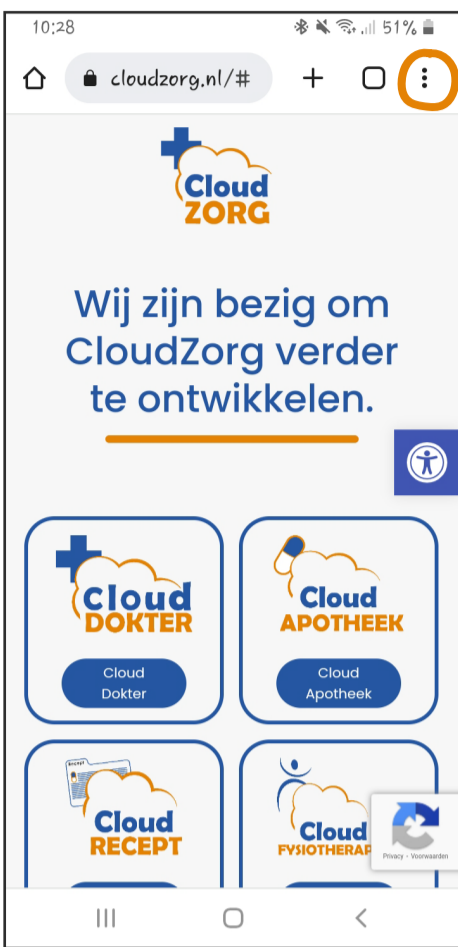 10:28
51%
cloudzorg.nl/#
Cloud
ZORG
Wij zijn bezig om
CloudZorg verder
te ontwikkelen.
Cloud
DOKTER
Cloud
Dokter
Cloud
APOTHEEK
Cloud
Apotheek
Recept
Cloud
RECEPT
Cloud
FYSIOTHERAP
Privacy - Voorwaarden